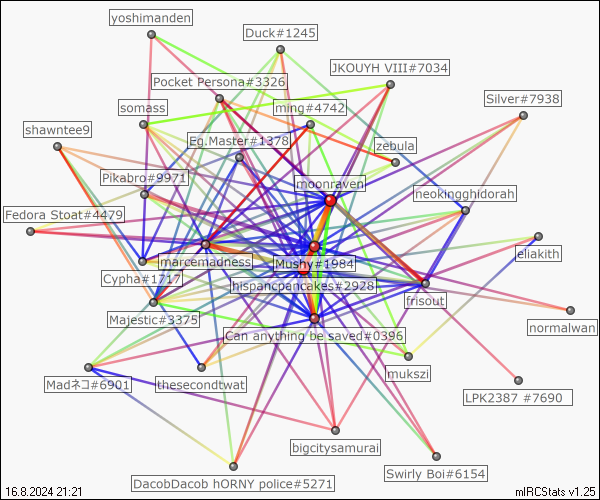 yoshimanden
Duck#1245
JKOUYH VIII#7034
Pocket Persona#3326
somass
ming#4742
Silver#7938
shawntee9
Eg.Master#1378
zebula
Pikabro#9971
moonraven
neokingghidorah
Fedora Stoat#4479
marcemadness
Mushy#1984
eliakith
Cypha#1717
hispancpancakes#2928
frisout
Majestic#3375
Can anything be saved#0396
normalwan
mukszi
Madネコ#6901
thesecondtwat
LPK2387 #7690
bigcitysamurai
Swirly Boi#6154
DacobDacob hORNY police#5271
16.8.2024 21:21
mIRCStats v1.25